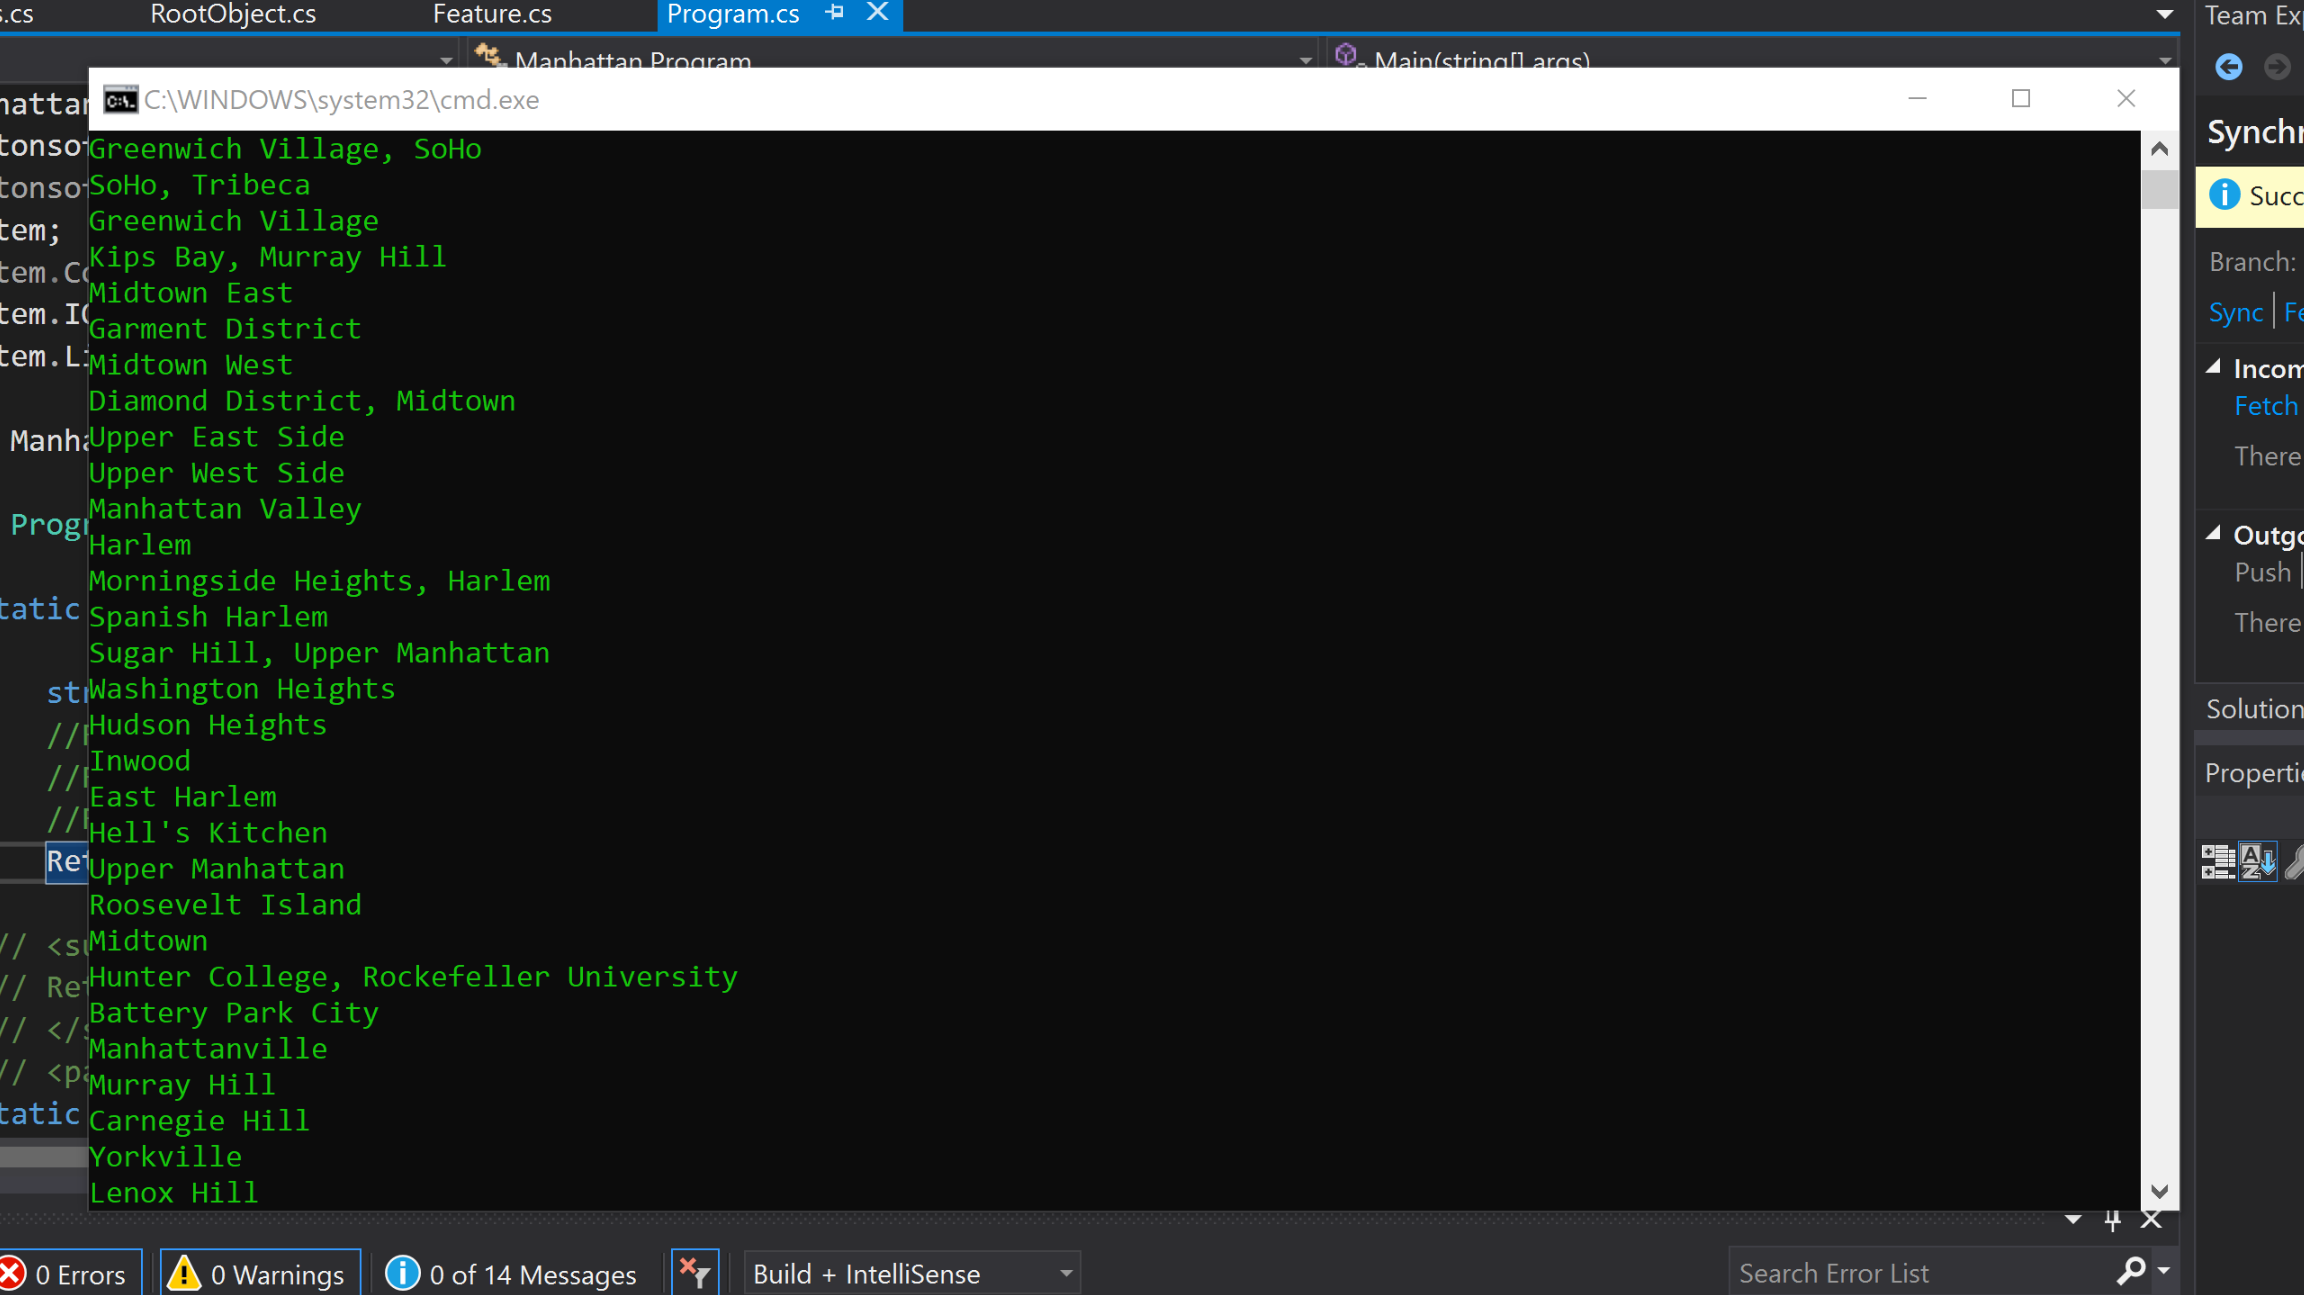 s.cs RootObject.cs Feature.cs Program.cs Team Exp
Manhattan Program Main(string[] args)
C:\WINDOWS\system32\cmd.exe
Greenwich Village, SoHo
SoHo, Tribeca
Greenwich Village
Kips Bay, Murray Hill
Midtown East
Garment District
Midtown West
Diamond District, Midtown
Upper East Side
Upper West Side
Manhattan Valley
Harlem
Morningside Heights, Harlem
Spanish Harlem
Sugar Hill, Upper Manhattan
Washington Heights
Hudson Heights
Inwood
East Harlem
Hell's Kitchen
Upper Manhattan
Roosevelt Island
Midtown
Hunter College, Rockefeller University
Battery Park City
Manhattanville
Murray Hill
Carnegie Hill
Yorkville
Lenox Hill
hattan
tonsof
tonsof
tem;
tem.Co
tem.IO
tem.Li
Manha
Progr
tatic
str
//
//
//
Ret
// <su
// Ret
// </s
// <pa
tatic
Synchr
Succ
Branch:
Sync Fe
Incom
Fetch
There
Outgo
Push
There
Solution
Properti
0 Errors 0 Warnings 0 of 14 Messages Build + IntelliSense Search Error List